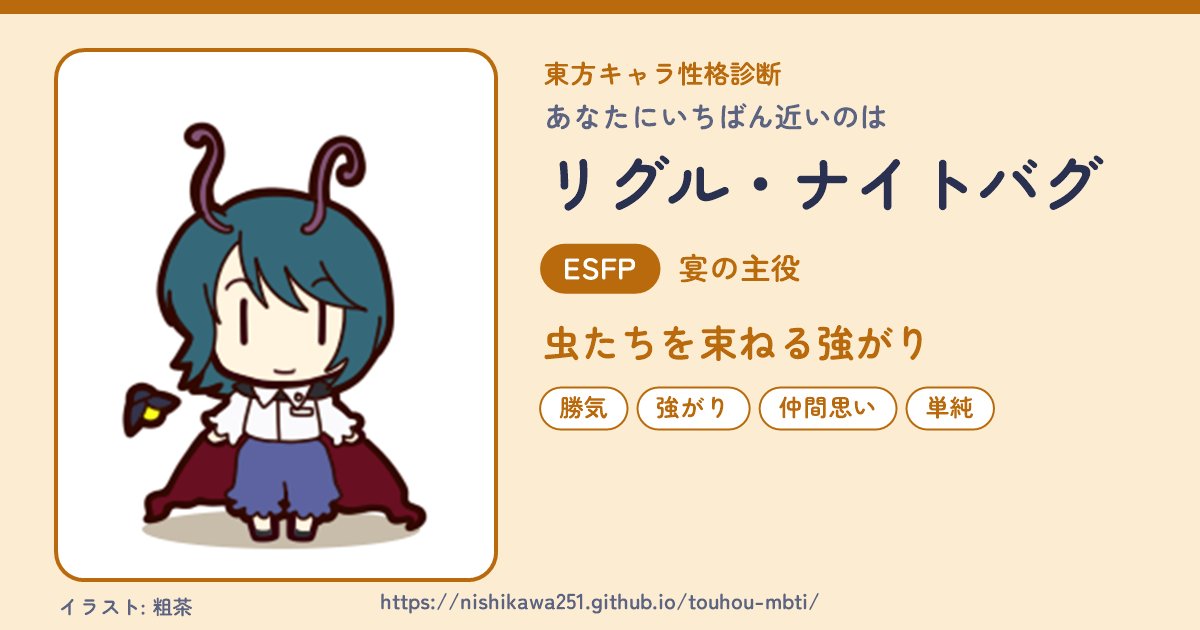 東方キャラ性格診断
あなたにいちばん近いのは
リグル・ナイトバグ
ESFP 宴の主役
虫たちを束ねる強がり
勝気 強がり 仲間思い 単純
イラスト: 粗茶
https://nishikawa251.github.io/touhou-mbti/